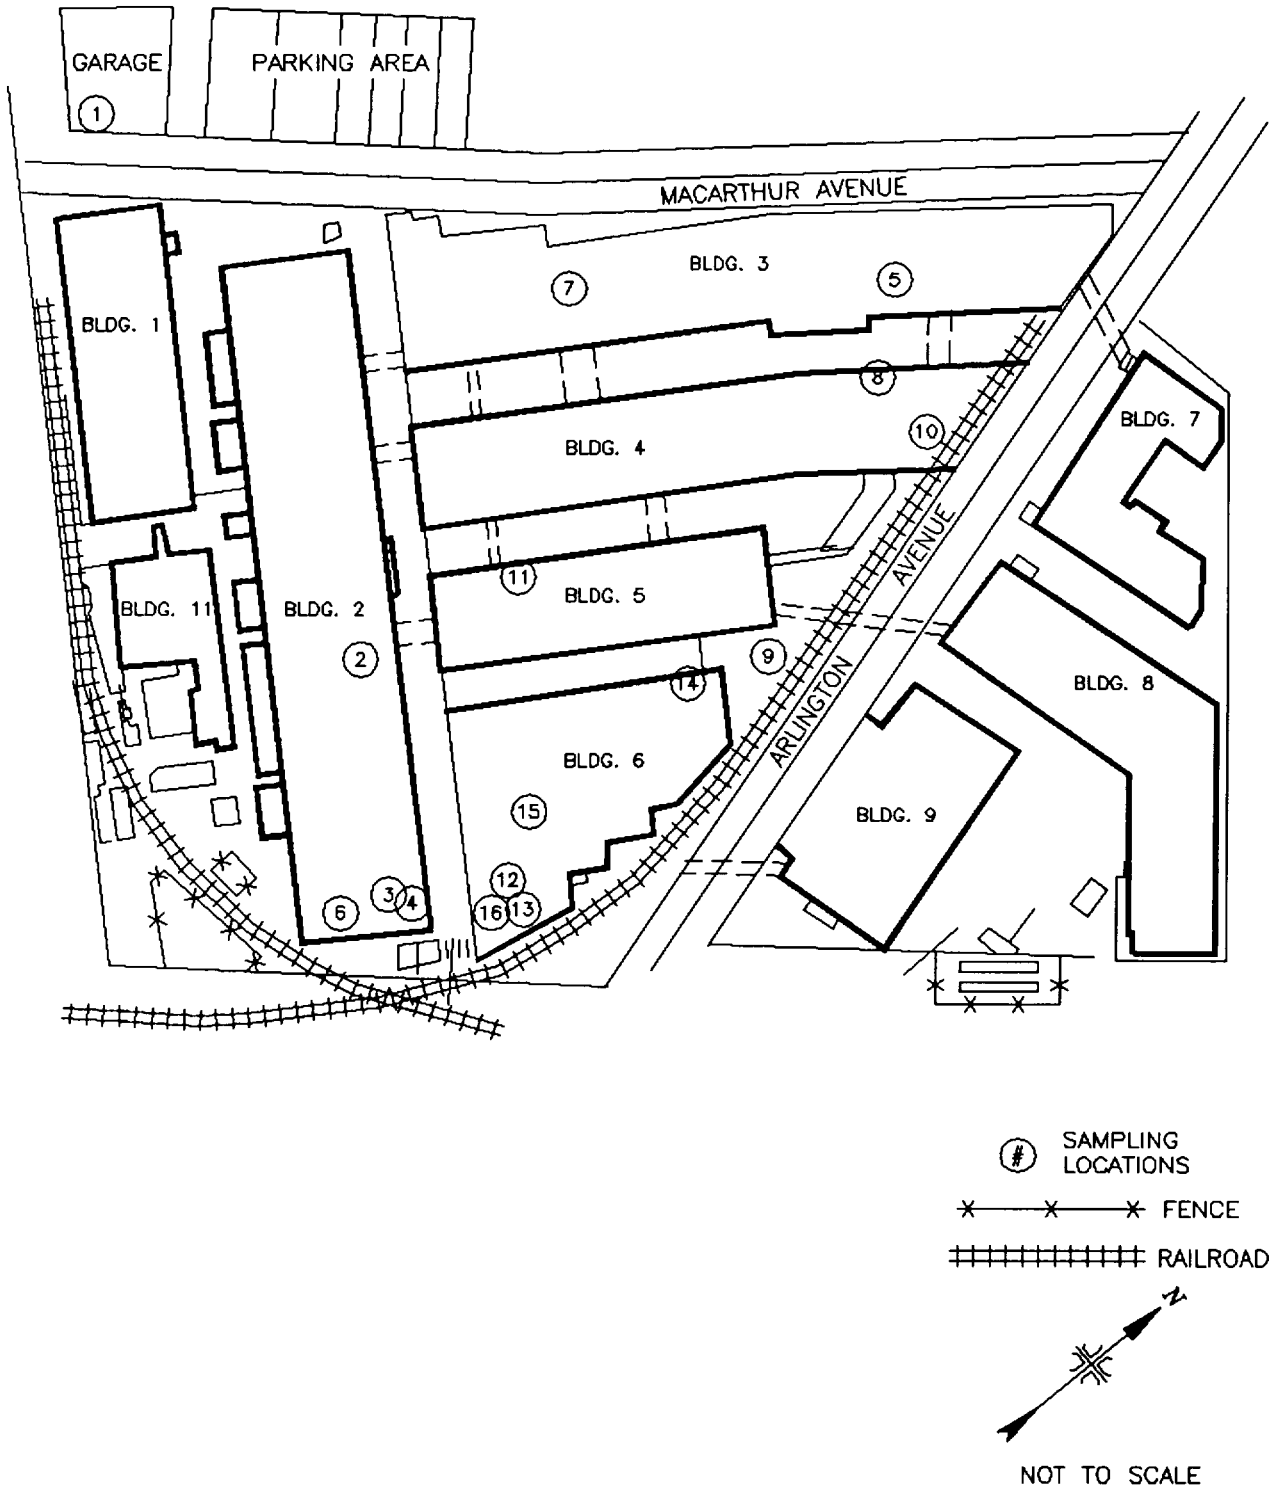 GARAGE
PARKING AREA
1
MACARTHUR AVENUE
BLDG. 3
7
5
BLDG. 1
8
BLDG. 7
10
BLDG. 4
AVENUE
11
BLDG. 11
BLDG. 2
BLDG. 5
2
9
14
ARLINGTON
BLDG. 8
BLDG. 6
15
BLDG. 9
12
3
4
6
16
13
# SAMPLING
LOCATIONS
FENCE
RAILROAD
N
NOT TO SCALE